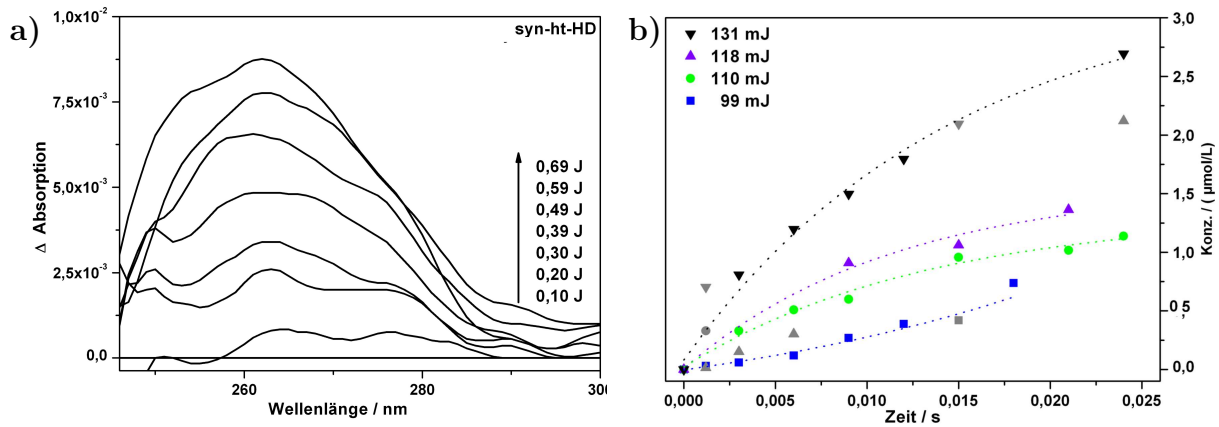 a)
syn-ht-HD
Δ Absorption
1,0x10⁻²
7,5x10⁻³
5,0x10⁻³
2,5x10⁻³
0,0
0,69 J
0,59 J
0,49 J
0,39 J
0,30 J
0,20 J
0,10 J
260 280 300
Wellenlänge / nm
b)
131 mJ
118 mJ
110 mJ
99 mJ
3,0
2,5
2,0
1,5
1,0
0 5
0,0
Konz. / ( µmol/L)
0,000 0,005 0,010 0,015 0,020 0,025
Zeit / s